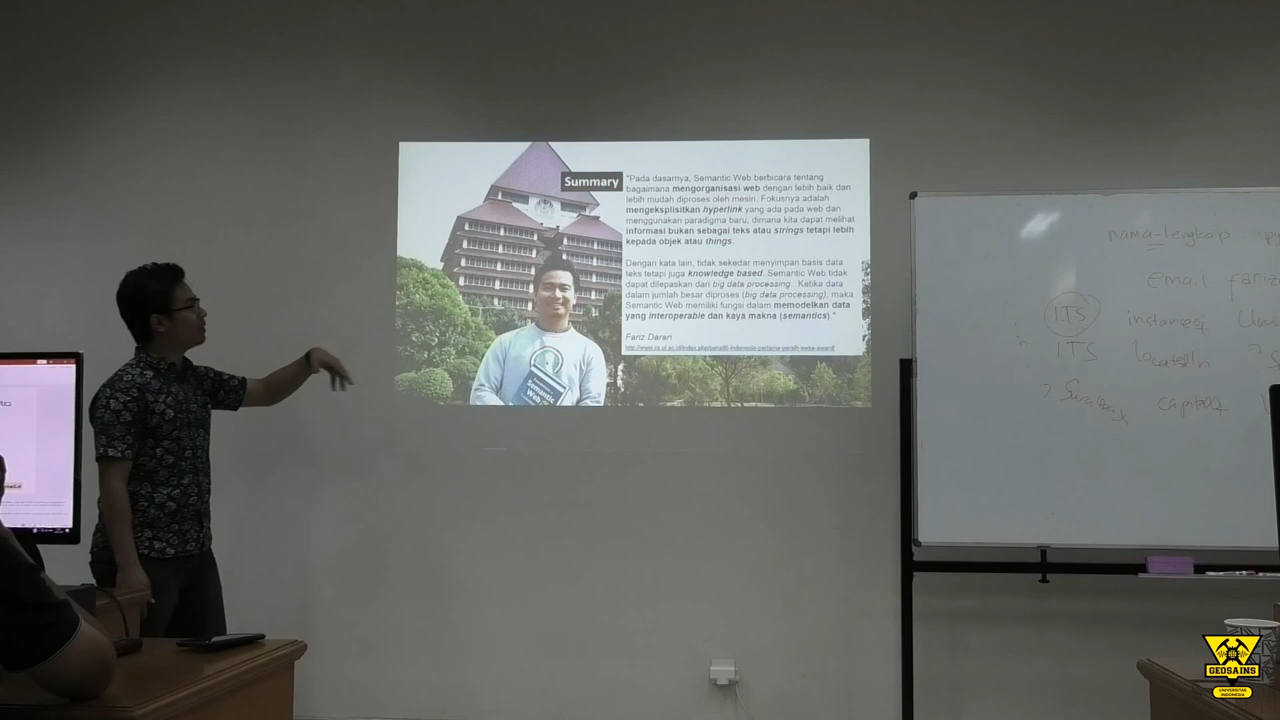 Summary
"Pada dasarnya, Semantic Web berbicara tentang
bagaimana mengorganisasi web dengan lebih baik dan
lebih mudah diproses oleh mesin. Fokusnya adalah
mengeksplisitkan hyperlink yang ada pada web dan
menggunakan paradigma baru, dimana kita dapat melihat
informasi bukan sebagai teks atau strings tetapi lebih
kepada objek atau things.
Dengan kata lain, tidak sekedar menyimpan basis data
teks tetapi juga knowledge based. Semantic Web tidak
dapat dilepaskan dari big data processing. Ketika data
dalam jumlah besar diproses (big data processing), maka
Semantic Web memiliki fungsi dalam memodelkan data
yang interoperable dan kaya makna (semantics)."
Fariz Darari
Semantic
Web
nama-lengkap
email fariz
ITS instansi Um
ITS locatedIn
capitalOf
GEOSAINS
UNIVERSITAS
INDONESIA